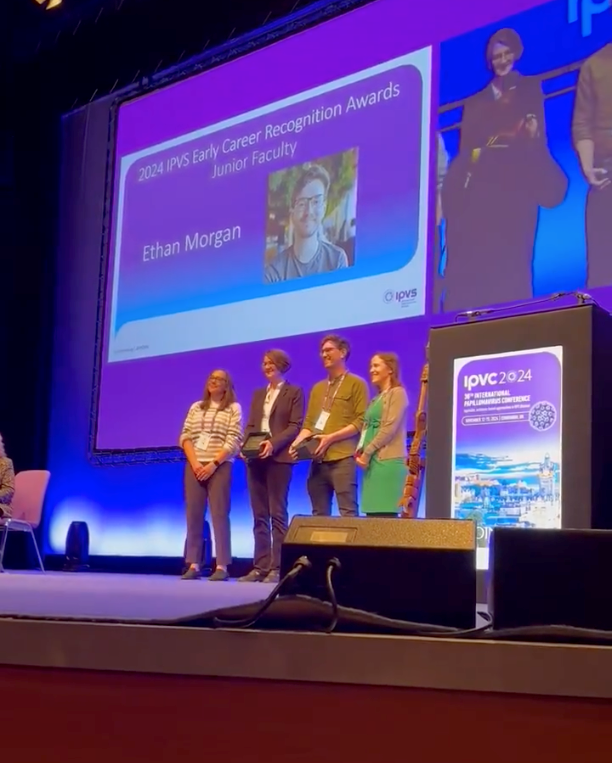 2024 IPVS Early Career Recognition Awards
Junior Faculty
Ethan Morgan
IPVS
IPVC 2024
36TH INTERNATIONAL
PAPILLOMAVIRUS CONFERENCE